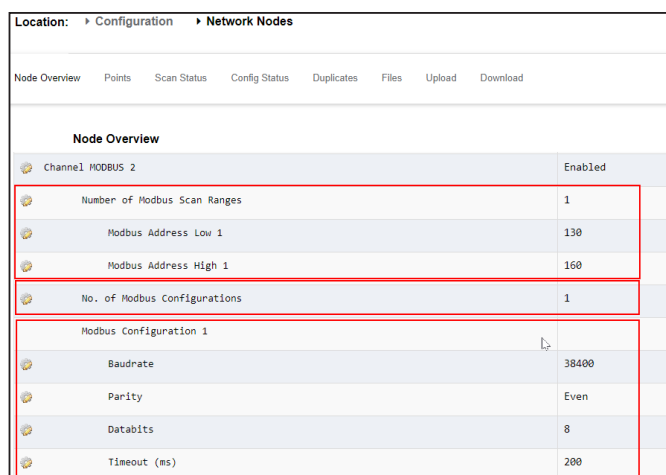 Location: Configuration Network Nodes
Node Overview Points Scan Status Config Status Duplicates Files Upload Download
Node Overview
Channel MODBUS 2 Enabled
Number of Modbus Scan Ranges 1
Modbus Address Low 1 130
Modbus Address High 1 160
No. of Modbus Configurations 1
Modbus Configuration 1
Baudrate 38400
Parity Even
Databits 8
Timeout (ms) 200